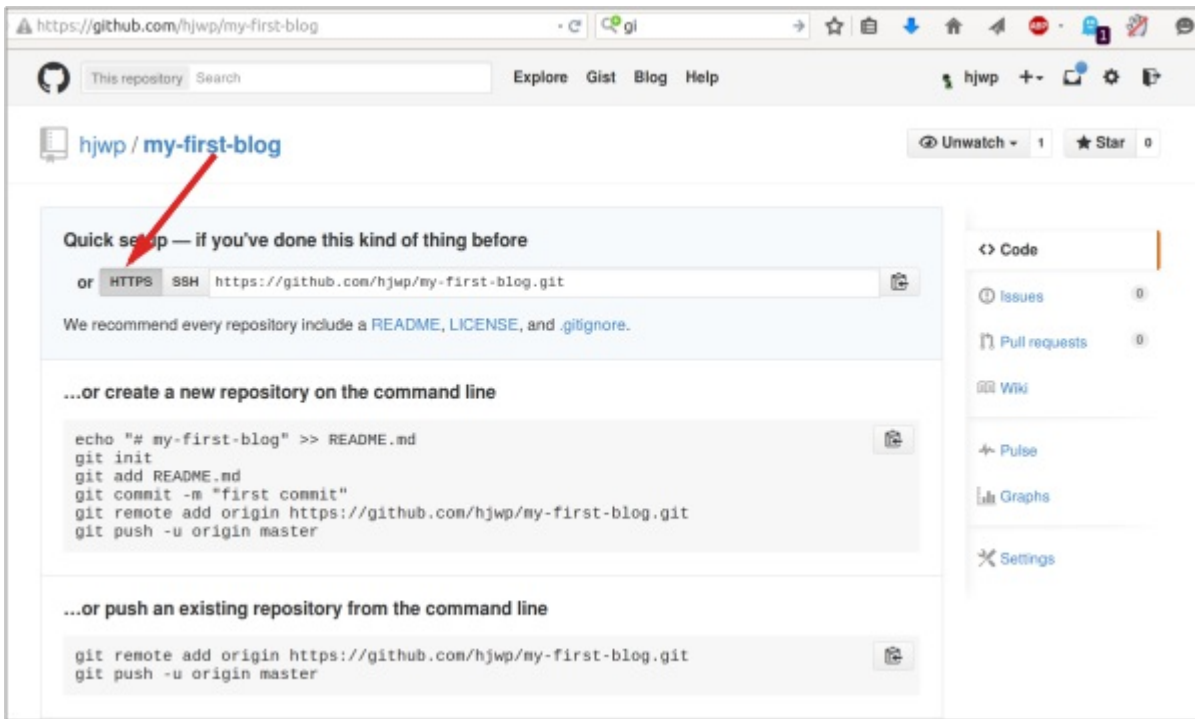 https://github.com/hjwp/my-first-blog gi ABP 1
This repository Search Explore Gist Blog Help hjwp
hjwp / my-first-blog Unwatch 1 Star 0
Quick setup — if you've done this kind of thing before
or HTTPS SSH https://github.com/hjwp/my-first-blog.git
We recommend every repository include a README, LICENSE, and .gitignore.
…or create a new repository on the command line
echo "# my-first-blog" >> README.md
git init
git add README.md
git commit -m "first commit"
git remote add origin https://github.com/hjwp/my-first-blog.git
git push -u origin master
…or push an existing repository from the command line
git remote add origin https://github.com/hjwp/my-first-blog.git
git push -u origin master
<> Code
Issues 0
Pull requests 0
Wiki
Pulse
Graphs
Settings